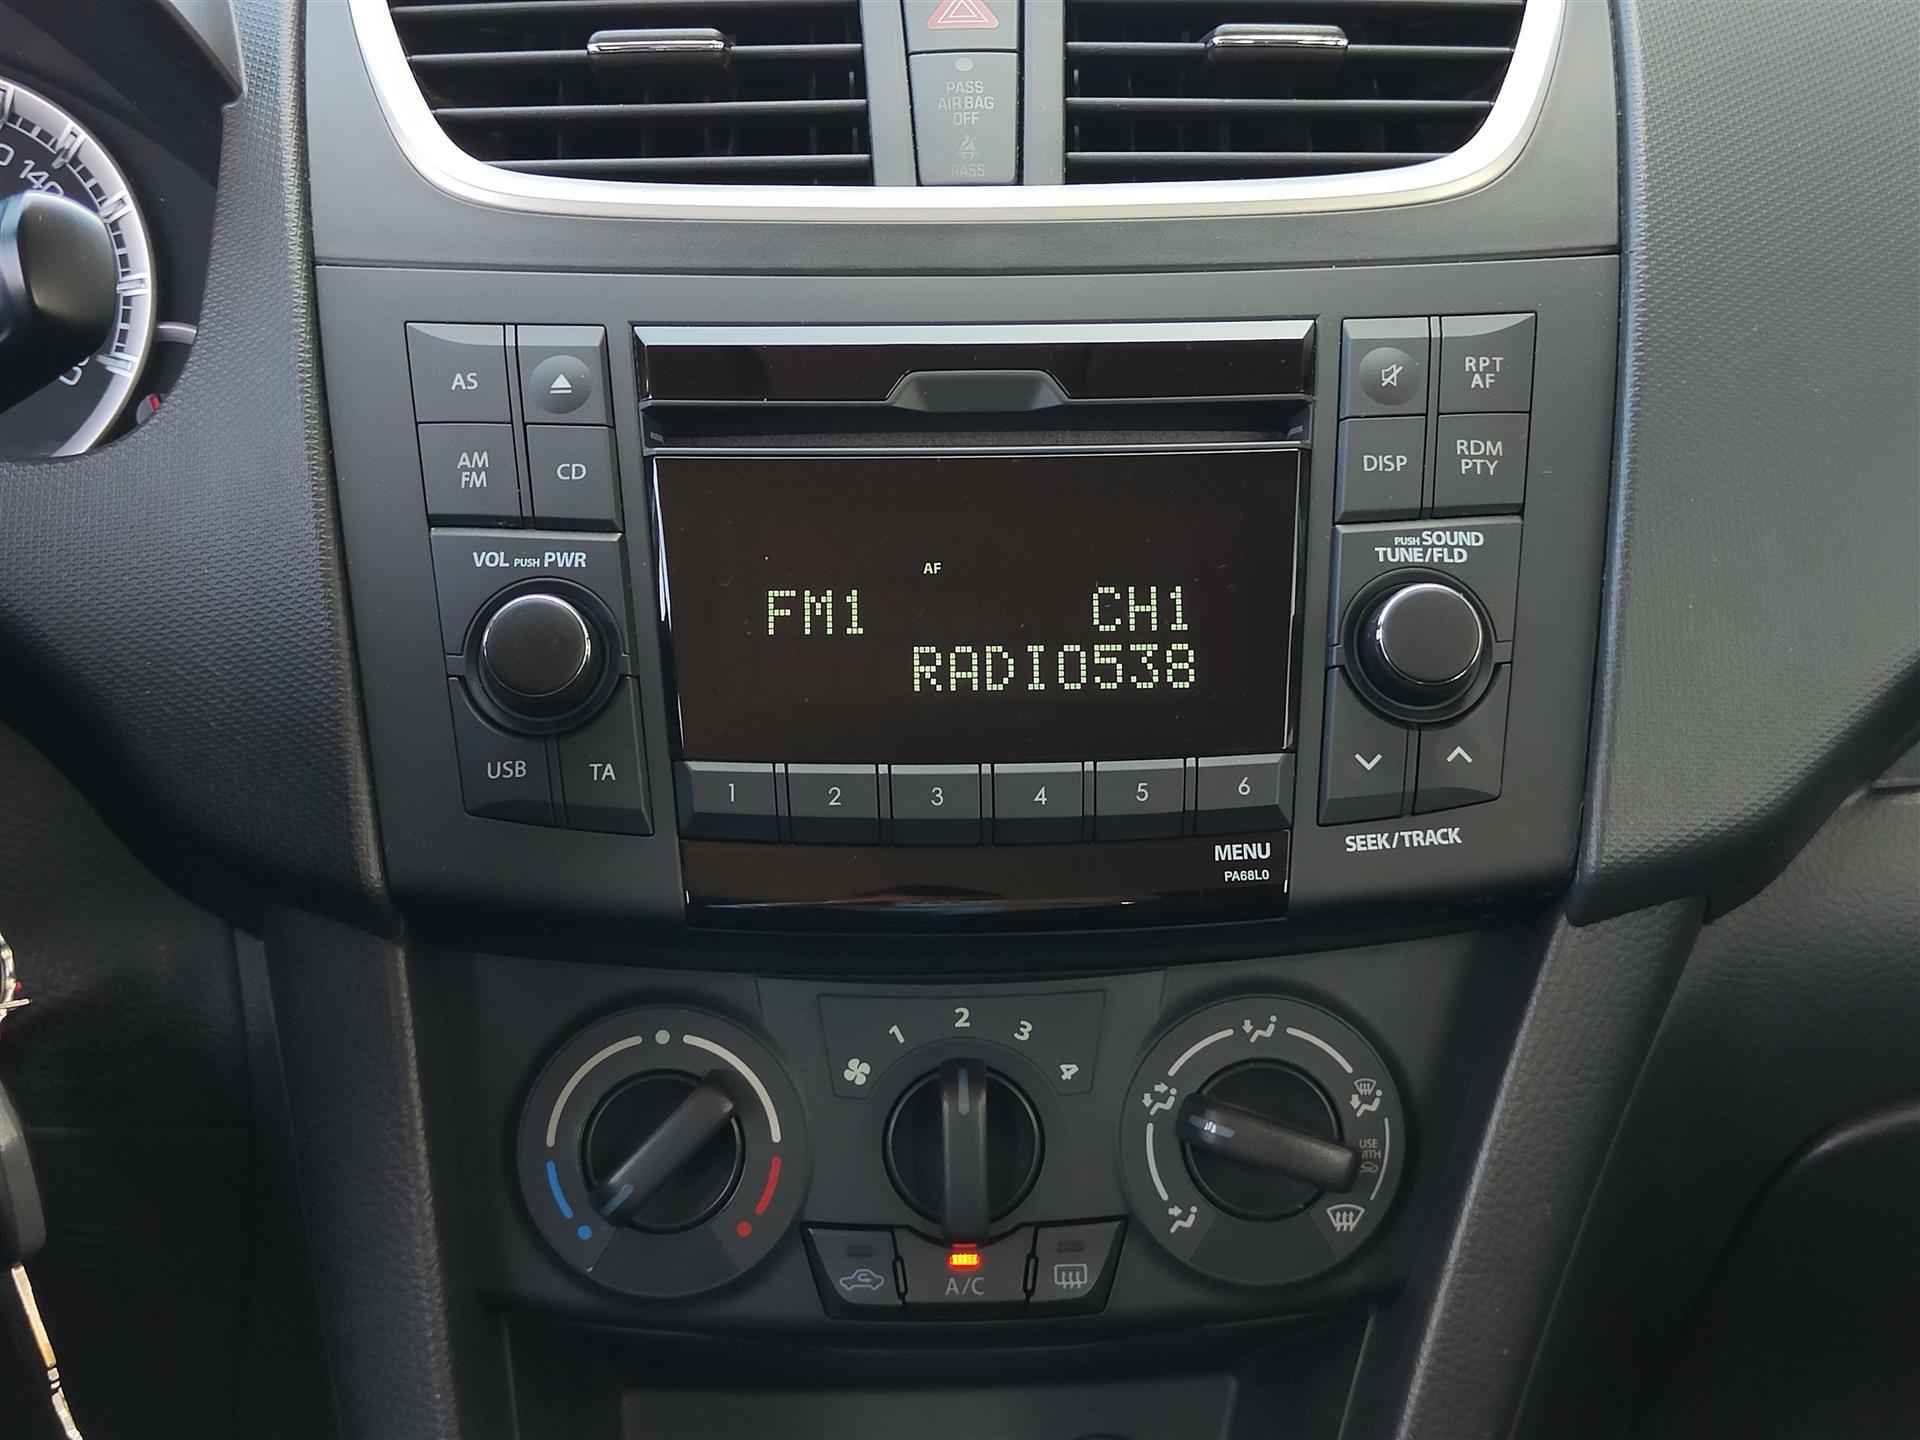 PASS
AIR BAG
OFF
PASS
140
AS
RPT
AF
AM
FM
CD
DISP
RDM
PTY
VOL PUSH PWR
PUSH SOUND
TUNE/FLD
AF
FM1 CH1
RADIO538
USB TA
1 2 3 4 5 6
MENU
PA68L0
SEEK/TRACK
1 2 3 4
USE
A/C